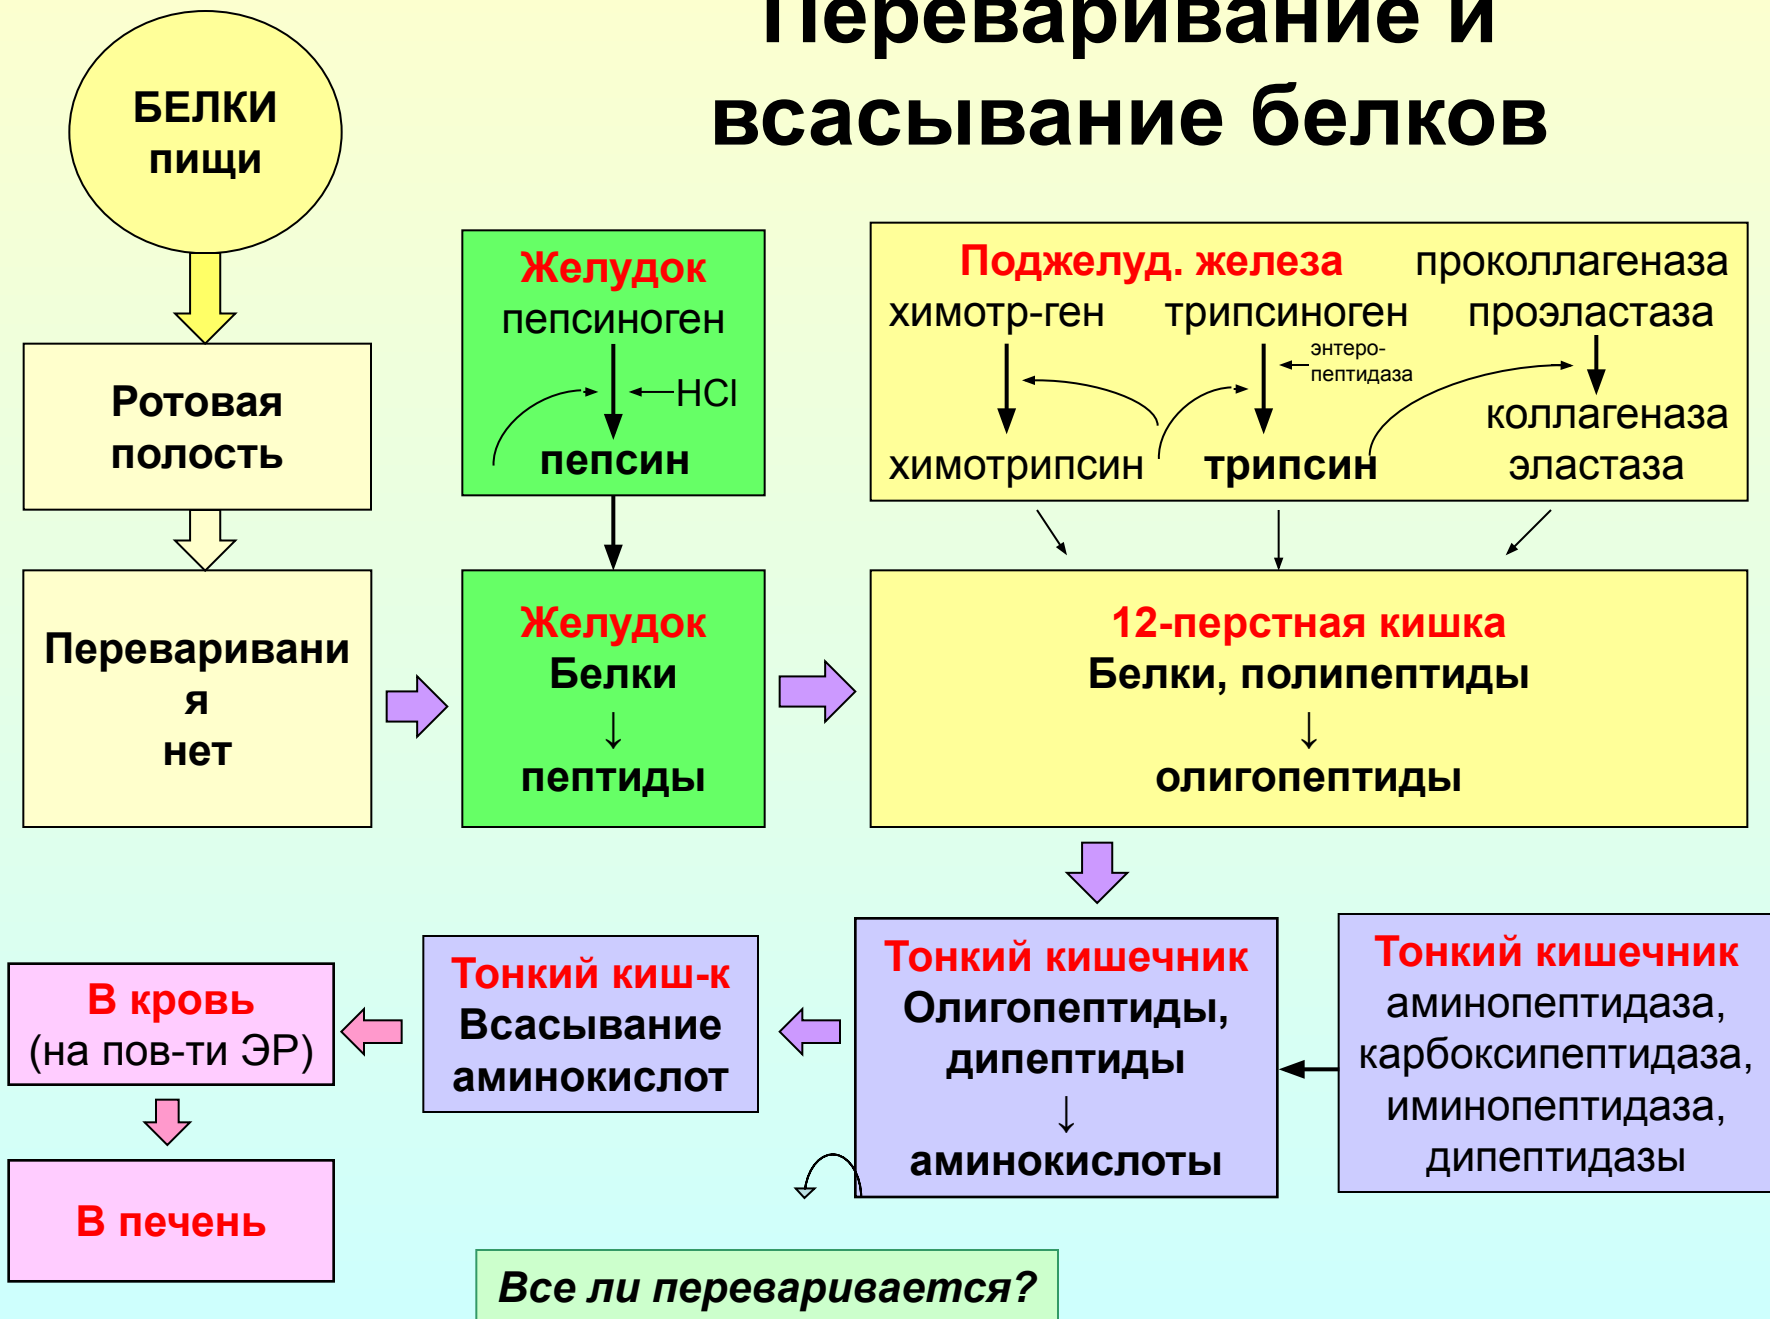 Переваривание и
всасывание белков
БЕЛКИ
пищи
Ротовая
полость
Переваривани
я
нет
Желудок
пепсиноген
HCl
пепсин
Желудок
Белки
↓
пептиды
Поджелуд. железа
проколлагеназа
химотр-ген
трипсиноген
проэластаза
энтеро-
пептидаза
коллагеназа
химотрипсин
трипсин
эластаза
12-перстная кишка
Белки, полипептиды
↓
олигопептиды
Тонкий кишечник
аминопептидаза,
карбоксипептидаза,
иминопептидаза,
дипептидазы
Тонкий кишечник
Олигопептиды,
дипептиды
↓
аминокислоты
Тонкий киш-к
Всасывание
аминокислот
В кровь
(на пов-ти ЭР)
В печень
Все ли переваривается?